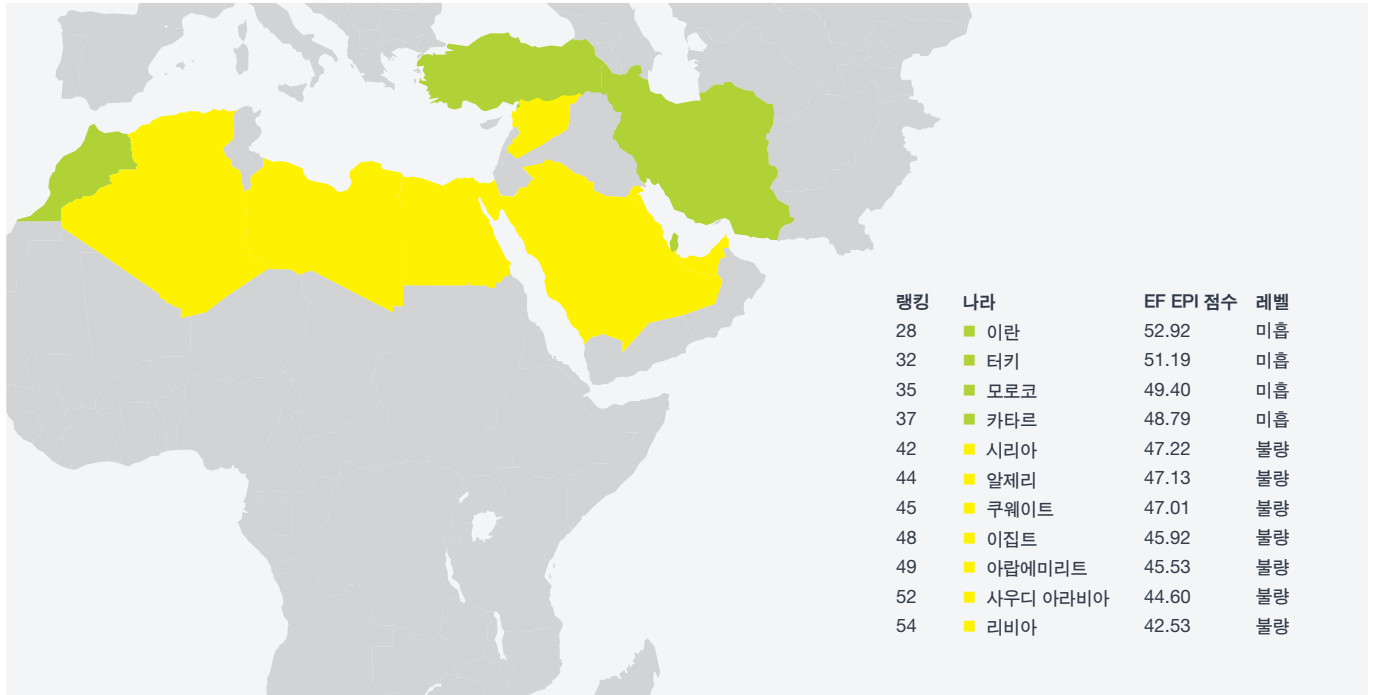 랭킹 나라 EF EPI 점수 레벨
28 이란 52.92 미흡
32 터키 51.19 미흡
35 모로코 49.40 미흡
37 카타르 48.79 미흡
42 시리아 47.22 불량
44 알제리 47.13 불량
45 쿠웨이트 47.01 불량
48 이집트 45.92 불량
49 아랍에미리트 45.53 불량
52 사우디 아라비아 44.60 불량
54 리비아 42.53 불량